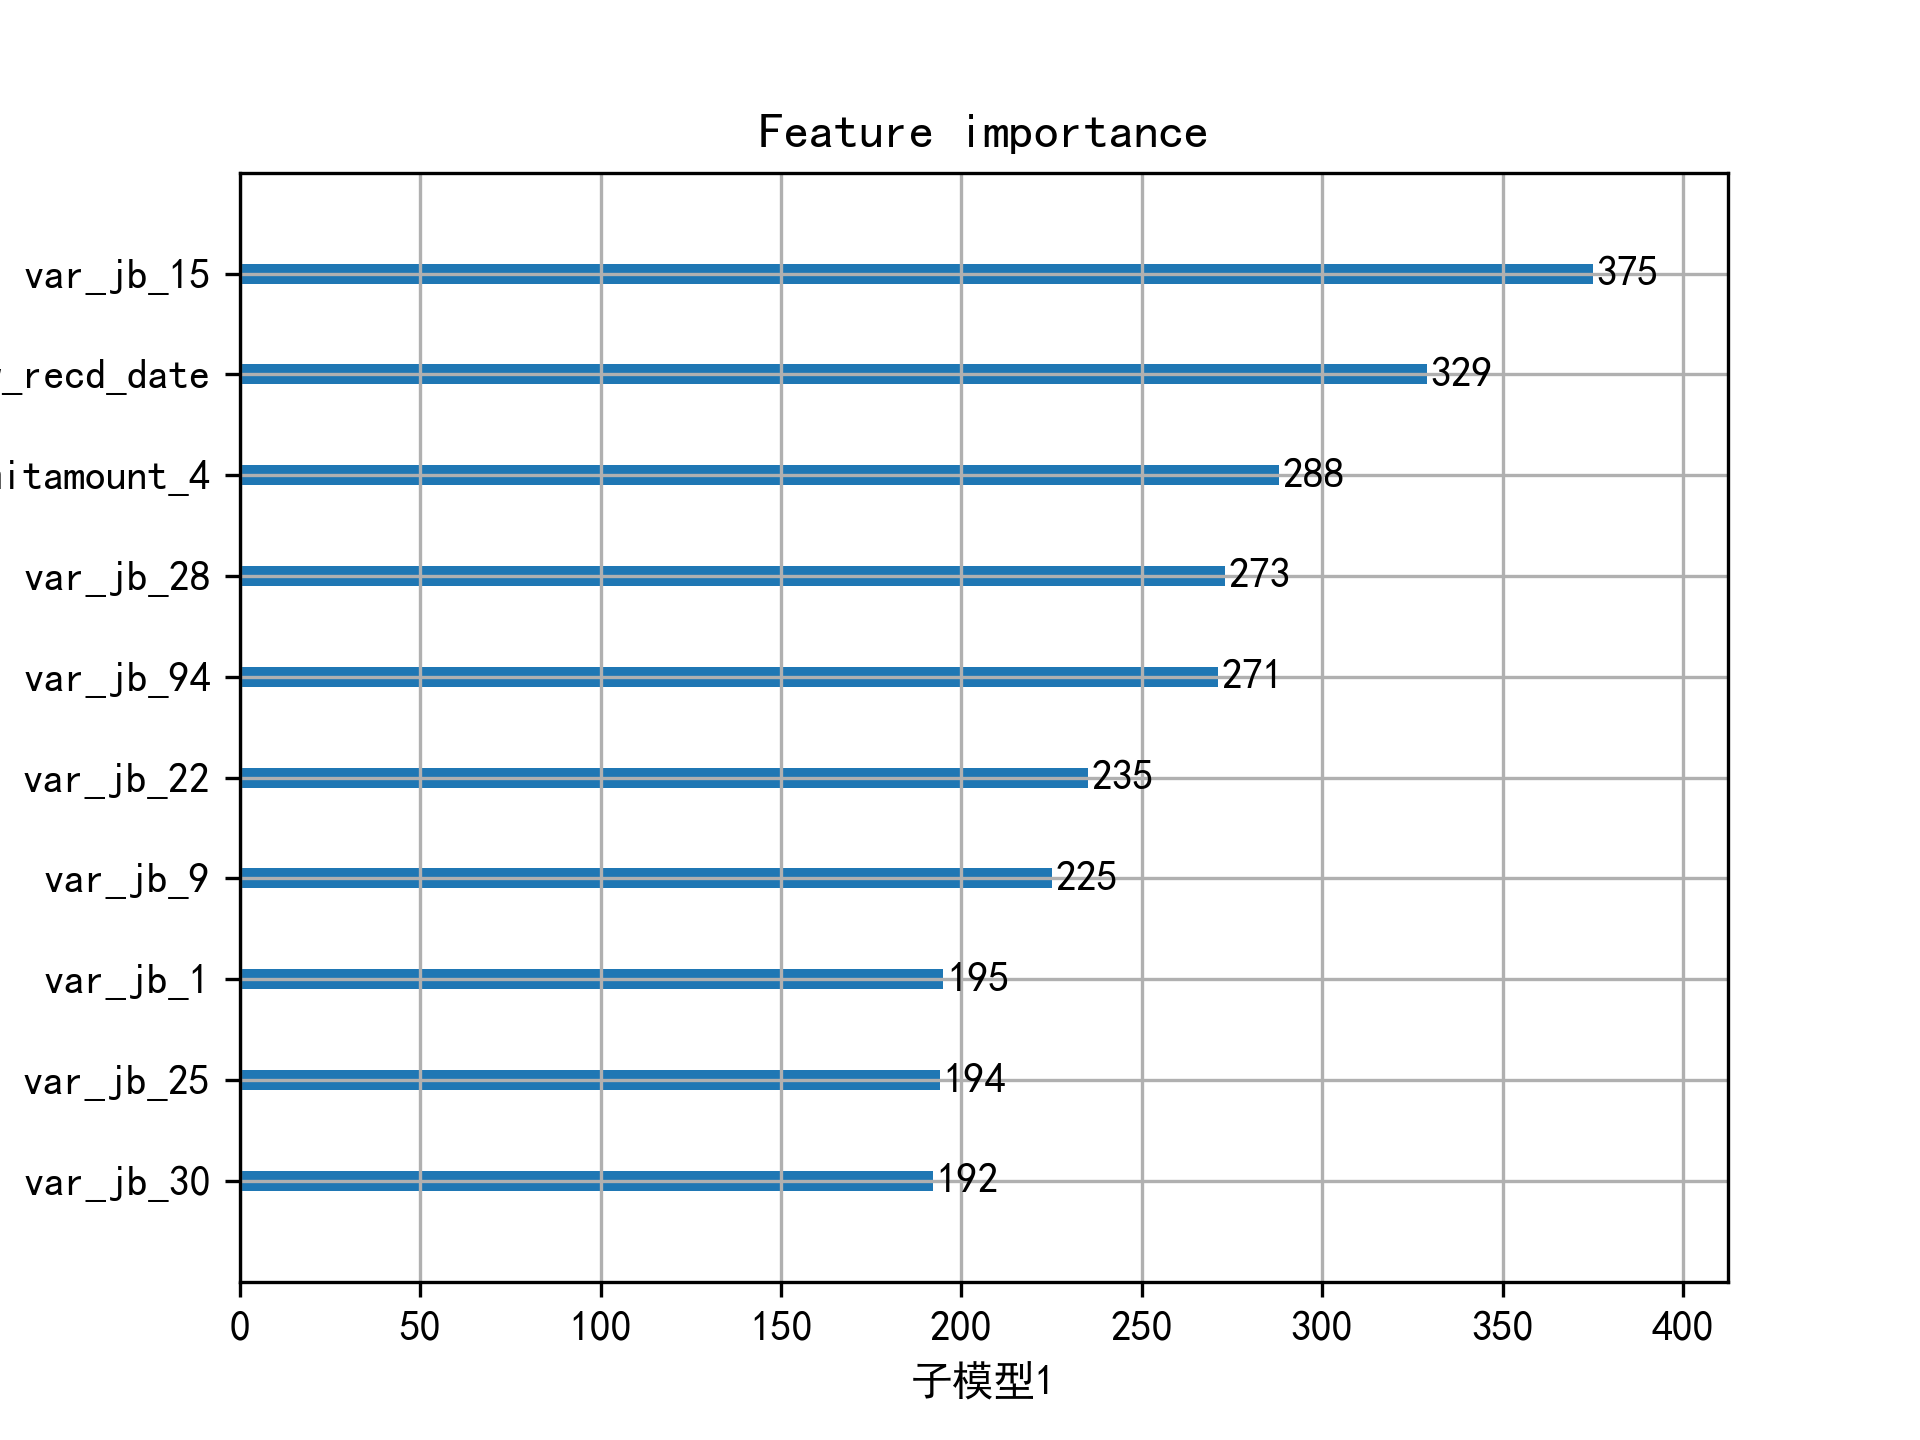 Feature importance
var_jb_15 375
_recd_date 329
itamount_4 288
var_jb_28 273
var_jb_94 271
var_jb_22 235
var_jb_9 225
var_jb_1 195
var_jb_25 194
var_jb_30 192
0 50 100 150 200 250 300 350 400
子模型1